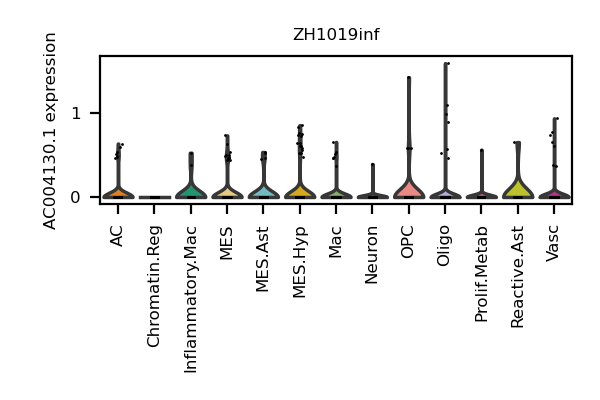 ZH1019inf
AC004130.1 expression
1
0
AC
Chromatin.Reg
Inflammatory.Mac
MES
MES.Ast
MES.Hyp
Mac
Neuron
OPC
Oligo
Prolif.Metab
Reactive.Ast
Vasc